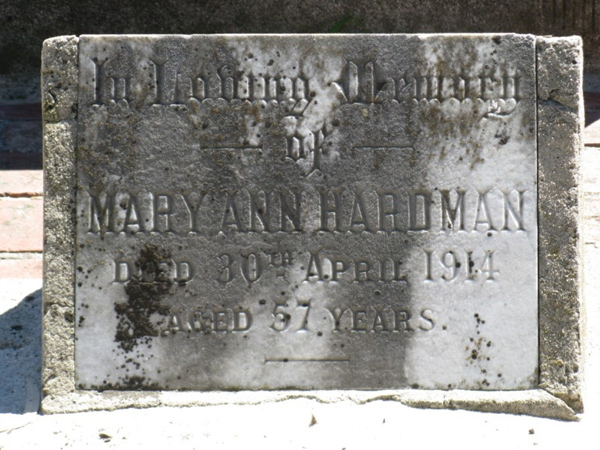 In Loving Memory
of
MARY ANN HARDMAN
DIED 30TH APRIL 1914
AGED 57 YEARS.